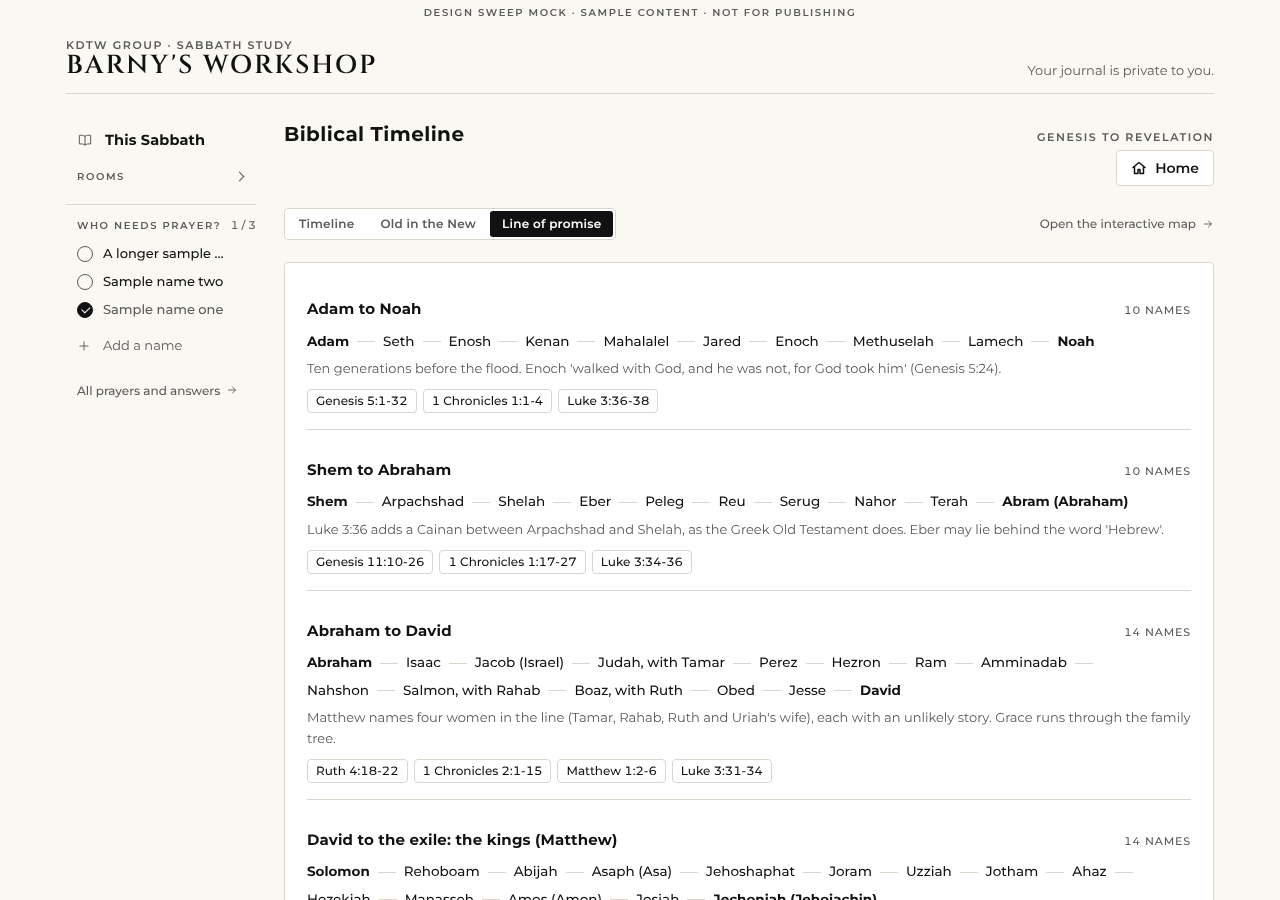 DESIGN SWEEP MOCK · SAMPLE CONTENT · NOT FOR PUBLISHING
KDTW GROUP · SABBATH STUDY
BARNY'S WORKSHOP
Your journal is private to you.
This Sabbath
ROOMS
WHO NEEDS PRAYER? 1 / 3
A longer sample ...
Sample name two
Sample name one
Add a name
All prayers and answers →
Biblical Timeline
GENESIS TO REVELATION
Home
Timeline Old in the New Line of promise
Open the interactive map →
Adam to Noah 10 NAMES
Adam — Seth — Enosh — Kenan — Mahalalel — Jared — Enoch — Methuselah — Lamech — Noah
Ten generations before the flood. Enoch 'walked with God, and he was not, for God took him' (Genesis 5:24).
Genesis 5:1-32 1 Chronicles 1:1-4 Luke 3:36-38
Shem to Abraham 10 NAMES
Shem — Arpachshad — Shelah — Eber — Peleg — Reu — Serug — Nahor — Terah — Abram (Abraham)
Luke 3:36 adds a Cainan between Arpachshad and Shelah, as the Greek Old Testament does. Eber may lie behind the word 'Hebrew'.
Genesis 11:10-26 1 Chronicles 1:17-27 Luke 3:34-36
Abraham to David 14 NAMES
Abraham — Isaac — Jacob (Israel) — Judah, with Tamar — Perez — Hezron — Ram — Amminadab —
Nahshon — Salmon, with Rahab — Boaz, with Ruth — Obed — Jesse — David
Matthew names four women in the line (Tamar, Rahab, Ruth and Uriah's wife), each with an unlikely story. Grace runs through the family
tree.
Ruth 4:18-22 1 Chronicles 2:1-15 Matthew 1:2-6 Luke 3:31-34
David to the exile: the kings (Matthew) 14 NAMES
Solomon — Rehoboam — Abijah — Asaph (Asa) — Jehoshaphat — Joram — Uzziah — Jotham — Ahaz —
Hezekiah — Manasseh — Amos (Amon) — Josiah — Jechoniah (Jehoiachin)